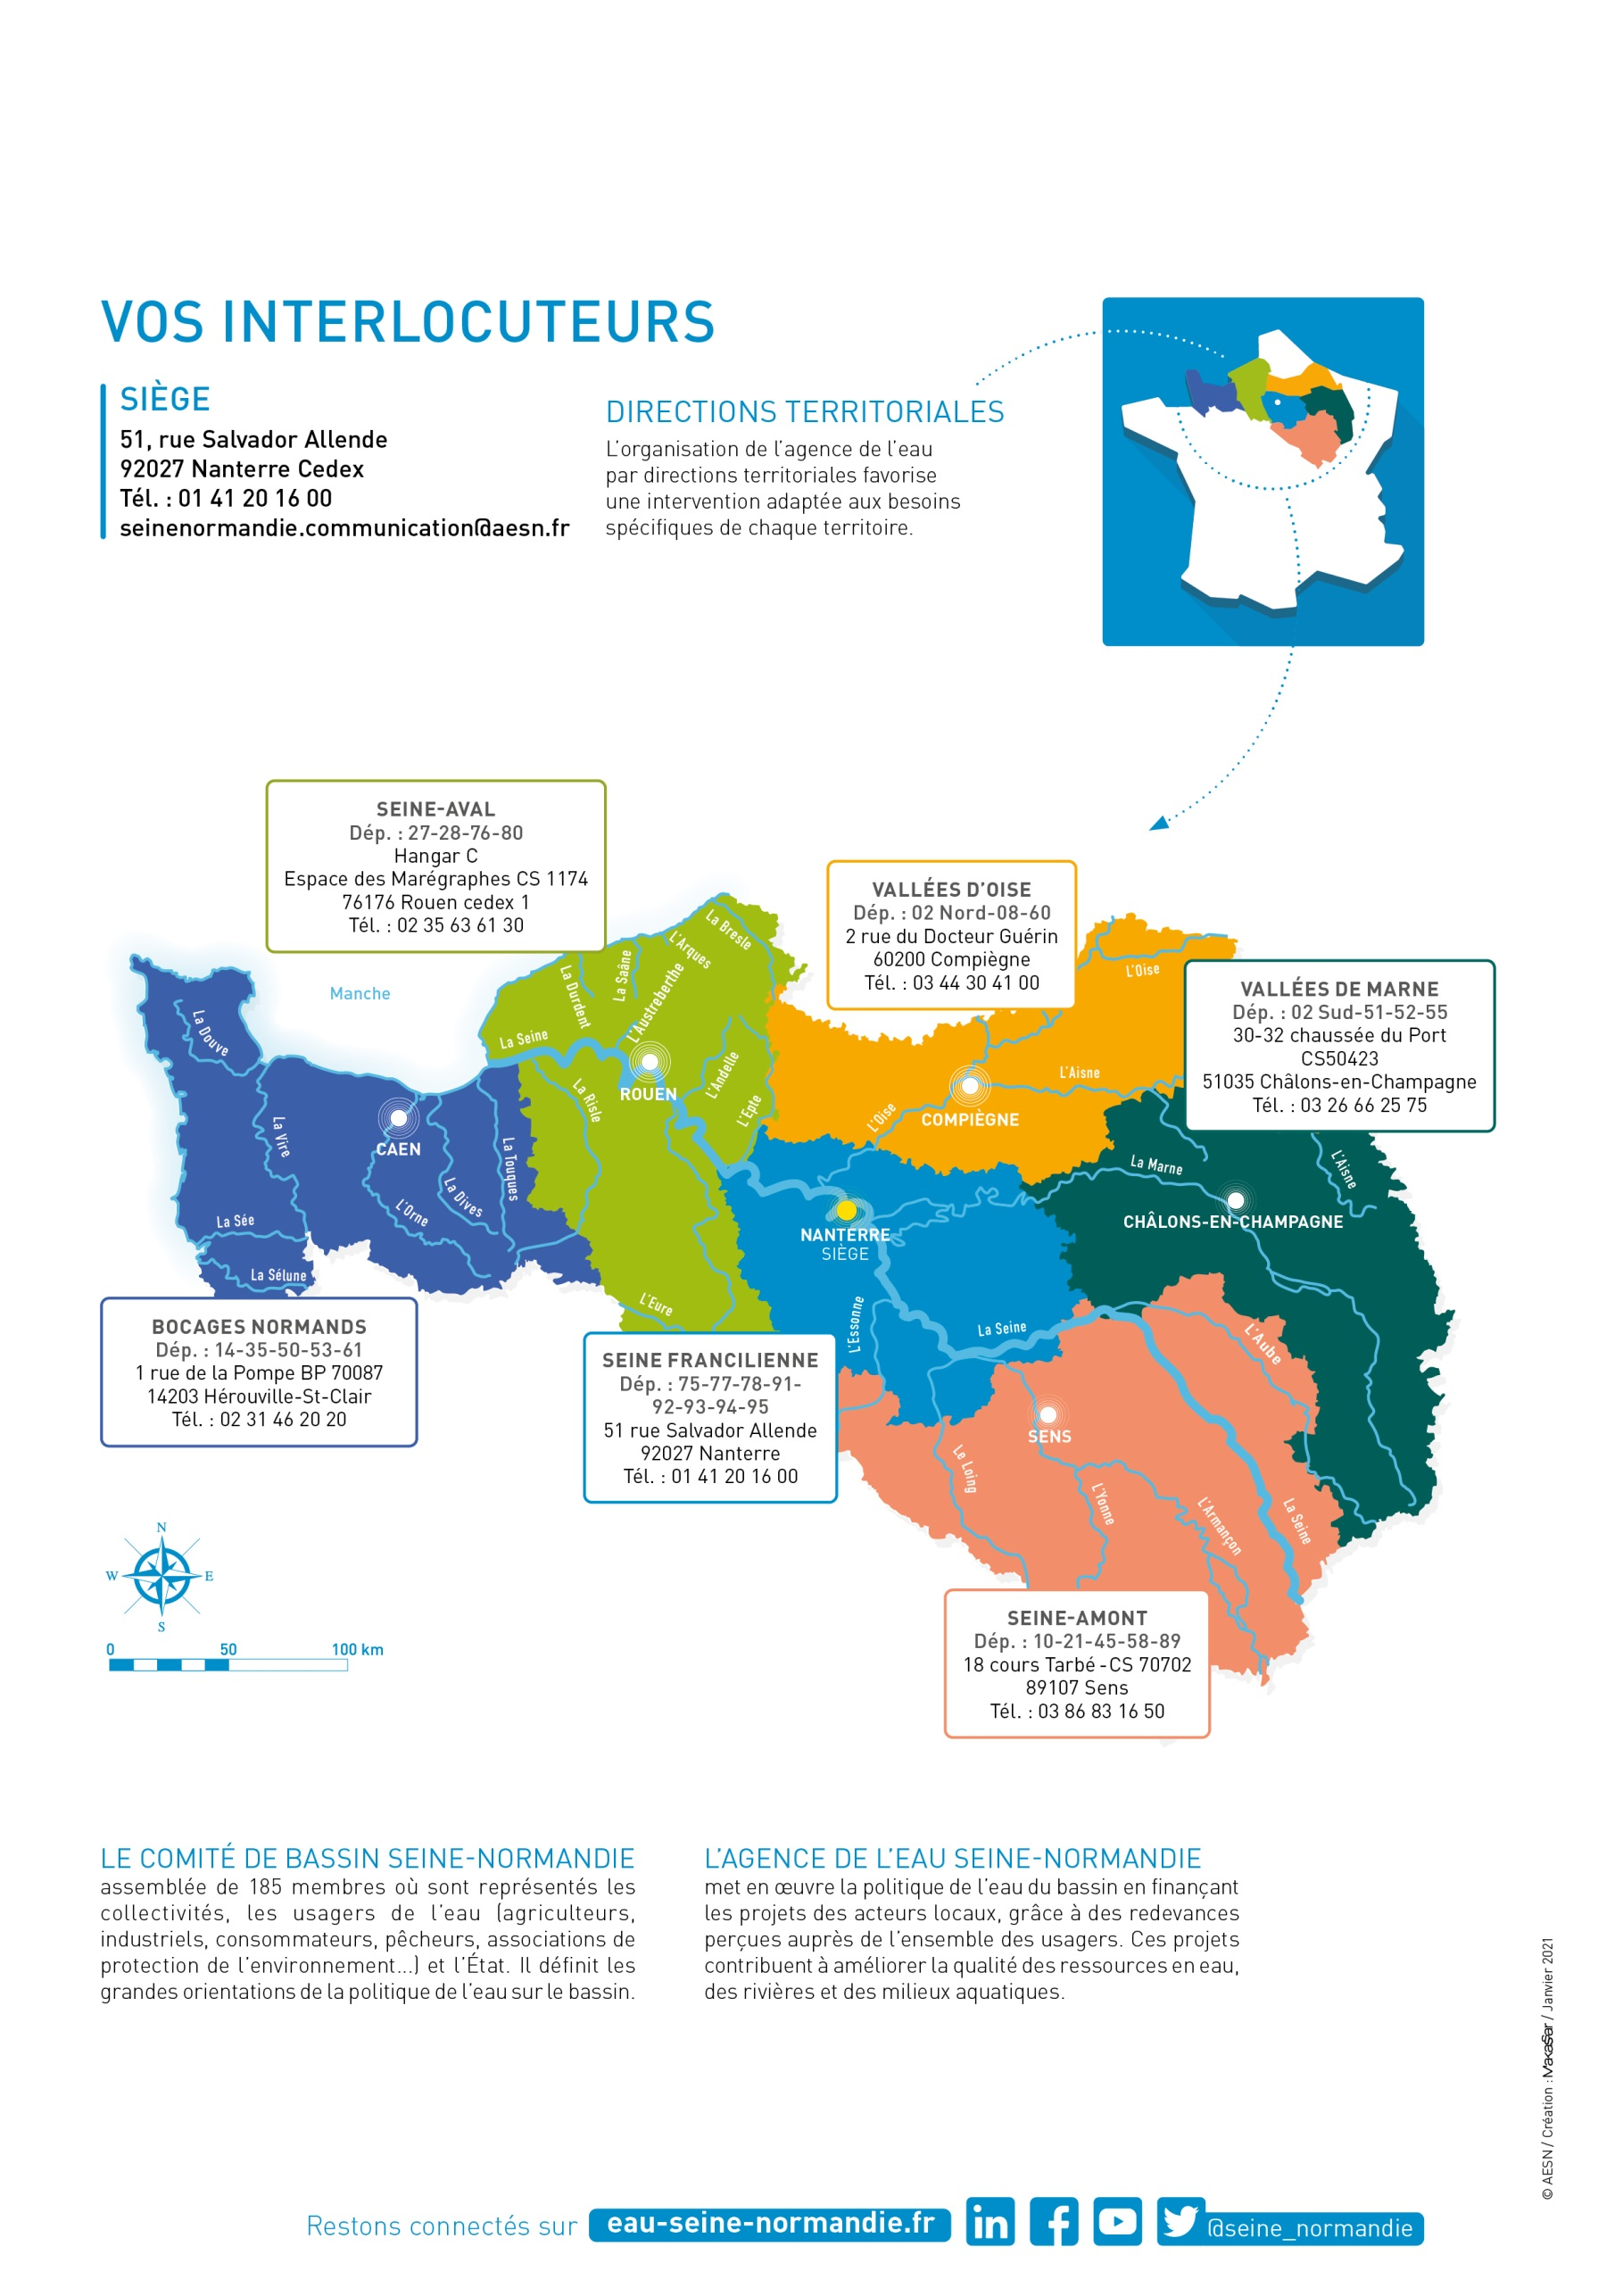 VOS INTERLOCUTEURS
SIÈGE
51, rue Salvador Allende
92027 Nanterre Cedex
Tél. : 01 41 20 16 00
seinenormandie.communication@aesn.fr
DIRECTIONS TERRITORIALES
L'organisation de l'agence de l'eau
par directions territoriales favorise
une intervention adaptée aux besoins
spécifiques de chaque territoire.
SEINE-AVAL
Dép. : 27-28-76-80
Hangar C
Espace des Marégraphes CS 1174
76176 Rouen cedex 1
Tél. : 02 35 63 61 30
VALLÉES D'OISE
Dép. : 02 Nord-08-60
2 rue du Docteur Guérin
60200 Compiègne
Tél. : 03 44 30 41 00
VALLÉES DE MARNE
Dép. : 02 Sud-51-52-55
30-32 chaussée du Port
CS50423
51035 Châlons-en-Champagne
Tél. : 03 26 66 25 75
Manche
La Bresle
L'Arques
La Saâne
L'Austreberthe
La Durdent
La Seine
ROUEN
L'Andelle
L'Epte
La Risle
L'Eure
La Douve
La Vire
CAEN
La Touques
La Dives
L'Orne
La Sée
La Sélune
L'Oise
L'Aisne
L'Oise
COMPIÈGNE
La Marne
L'Aisne
CHÂLONS-EN-CHAMPAGNE
NANTERRE
SIÈGE
L'Essonne
La Seine
L'Aube
SENS
Le Loing
L'Yonne
L'Armançon
La Seine
BOCAGES NORMANDS
Dép. : 14-35-50-53-61
1 rue de la Pompe BP 70087
14203 Hérouville-St-Clair
Tél. : 02 31 46 20 20
SEINE FRANCILIENNE
Dép. : 75-77-78-91-
92-93-94-95
51 rue Salvador Allende
92027 Nanterre
Tél. : 01 41 20 16 00
SEINE-AMONT
Dép. : 10-21-45-58-89
18 cours Tarbé - CS 70702
89107 Sens
Tél. : 03 86 83 16 50
N
W E
S
0 50 100 km
LE COMITÉ DE BASSIN SEINE-NORMANDIE
assemblée de 185 membres où sont représentés les
collectivités, les usagers de l'eau (agriculteurs,
industriels, consommateurs, pêcheurs, associations de
protection de l'environnement...) et l'État. Il définit les
grandes orientations de la politique de l'eau sur le bassin.
L'AGENCE DE L'EAU SEINE-NORMANDIE
met en œuvre la politique de l'eau du bassin en finançant
les projets des acteurs locaux, grâce à des redevances
perçues auprès de l'ensemble des usagers. Ces projets
contribuent à améliorer la qualité des ressources en eau,
des rivières et des milieux aquatiques.
© AESN / Création : MakaSar / Janvier 2021
Restons connectés sur eau-seine-normandie.fr
in f @seine_normandie